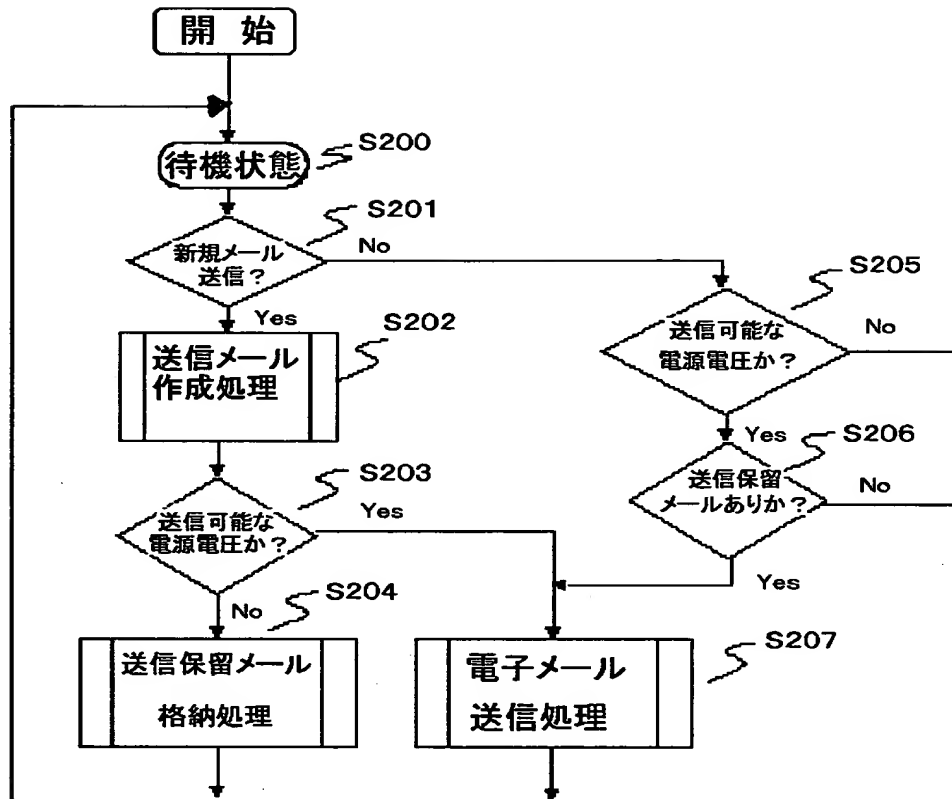 開 始
待機状態
S200
S201
新規メール
送信?
No
Yes
S202
送信メール
作成処理
S203
送信可能な
電源電圧か?
Yes
No
S204
送信保留メール
格納処理
S205
送信可能な
電源電圧か?
No
Yes
S206
送信保留
メールありか?
No
Yes
S207
電子メール
送信処理